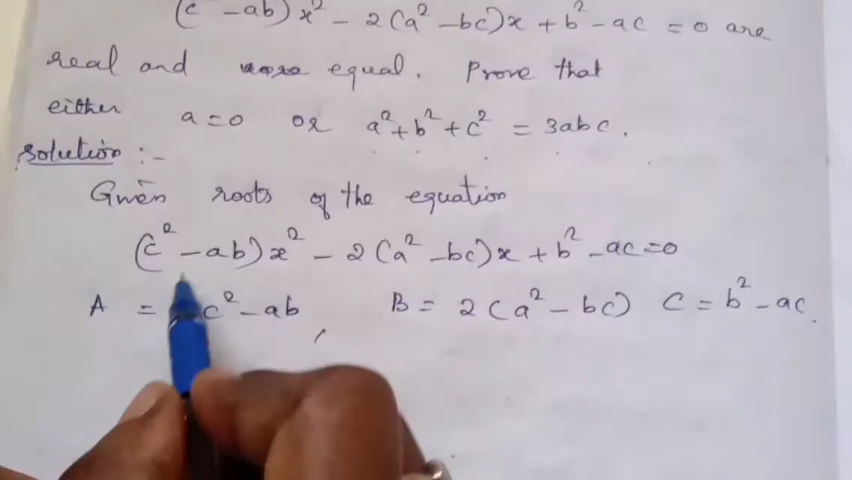 (c² - ab) x² - 2(a² - bc)x + b² - ac = 0 are
real and equal. Prove that
either a = 0 or a² + b² + c² = 3abc.
Solution :-
Given roots of the equation
(c² - ab) x² - 2(a² - bc)x + b² - ac = 0
A = c² - ab, B = 2(a² - bc) C = b² - ac.